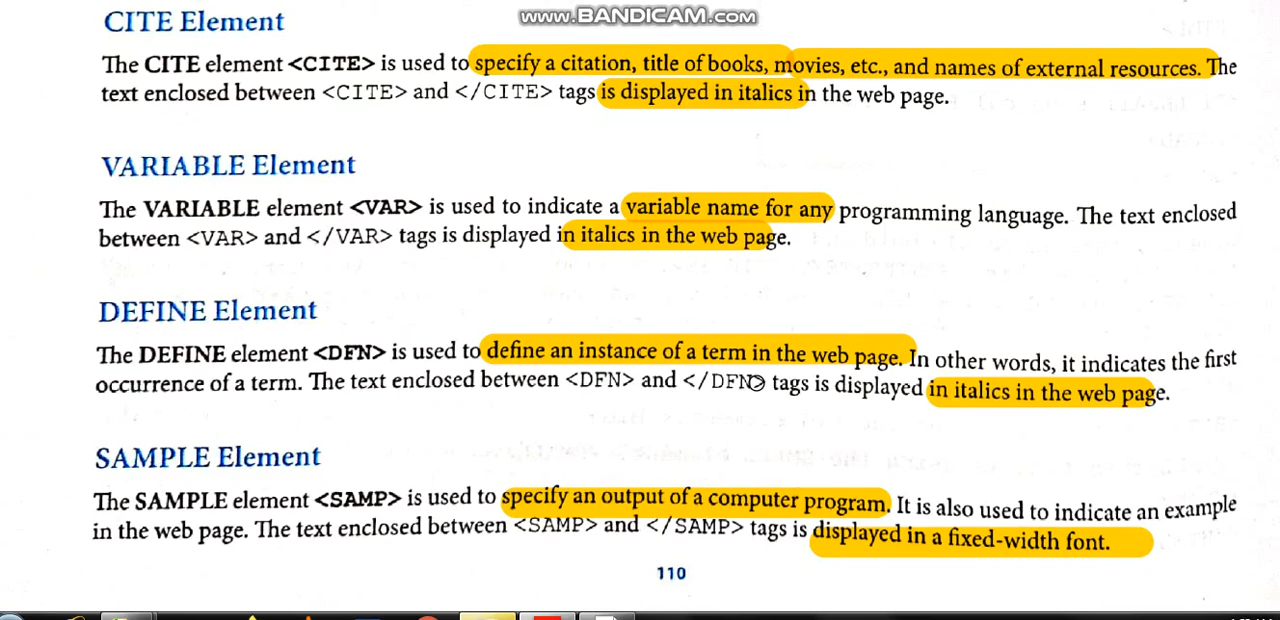 www.BANDICAM.com
CITE Element
The CITE element <CITE> is used to specify a citation, title of books, movies, etc., and names of external resources. The
text enclosed between <CITE> and </CITE> tags is displayed in italics in the web page.
VARIABLE Element
The VARIABLE element <VAR> is used to indicate a variable name for any programming language. The text enclosed
between <VAR> and </VAR> tags is displayed in italics in the web page.
DEFINE Element
The DEFINE element <DFN> is used to define an instance of a term in the web page. In other words, it indicates the first
occurrence of a term. The text enclosed between <DFN> and </DFN> tags is displayed in italics in the web page.
SAMPLE Element
The SAMPLE element <SAMP> is used to specify an output of a computer program. It is also used to indicate an example
in the web page. The text enclosed between <SAMP> and </SAMP> tags is displayed in a fixed-width font.
110